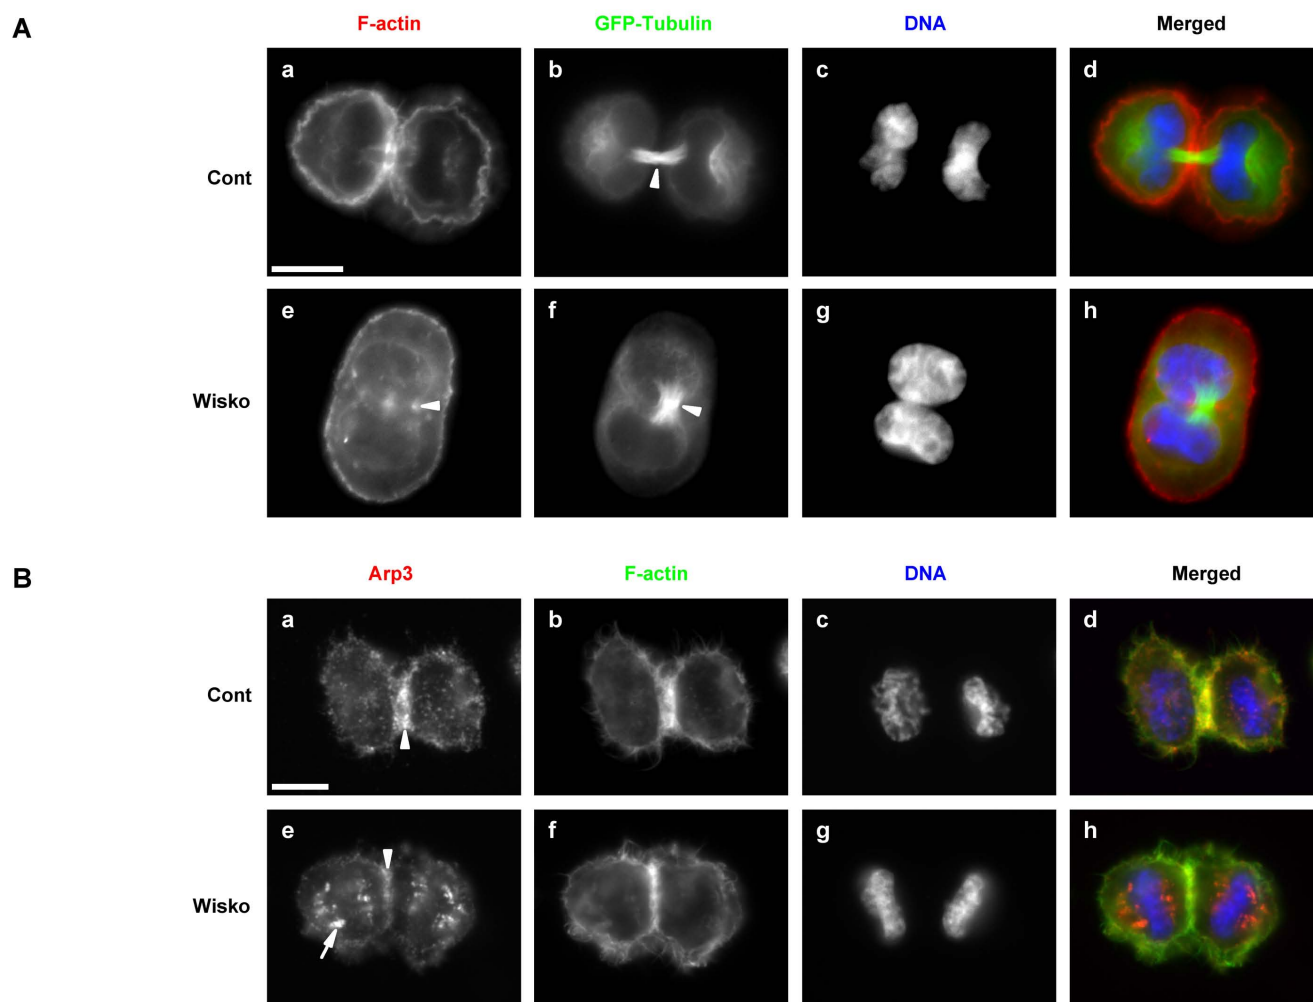 A
F-actin GFP-Tubulin DNA Merged
Cont a b c d
Wisko e f g h
B
Arp3 F-actin DNA Merged
Cont a b c d
Wisko e f g h